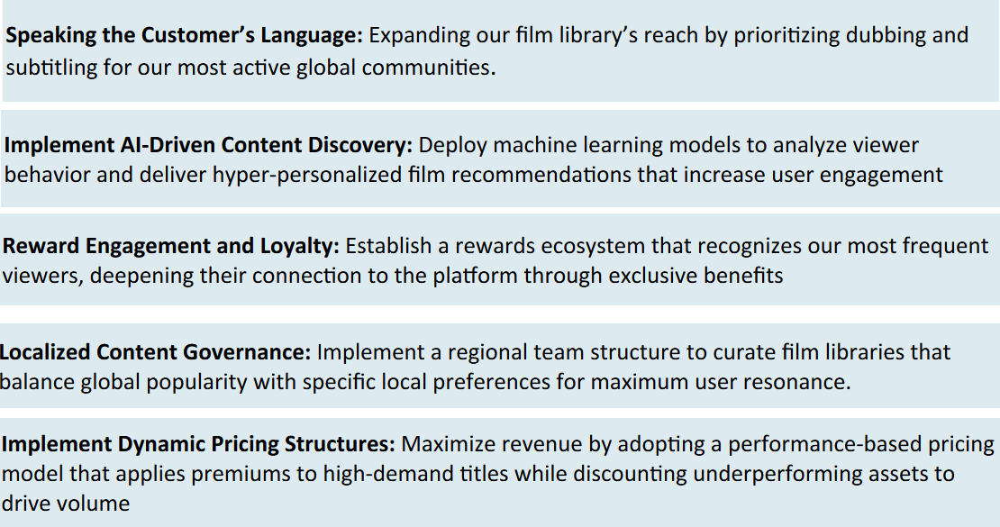 Speaking the Customer’s Language: Expanding our film library’s reach by prioritizing dubbing and
subtitling for our most active global communities.
Implement AI-Driven Content Discovery: Deploy machine learning models to analyze viewer
behavior and deliver hyper-personalized film recommendations that increase user engagement
Reward Engagement and Loyalty: Establish a rewards ecosystem that recognizes our most frequent
viewers, deepening their connection to the platform through exclusive benefits
Localized Content Governance: Implement a regional team structure to curate film libraries that
balance global popularity with specific local preferences for maximum user resonance.
Implement Dynamic Pricing Structures: Maximize revenue by adopting a performance-based pricing
model that applies premiums to high-demand titles while discounting underperforming assets to
drive volume